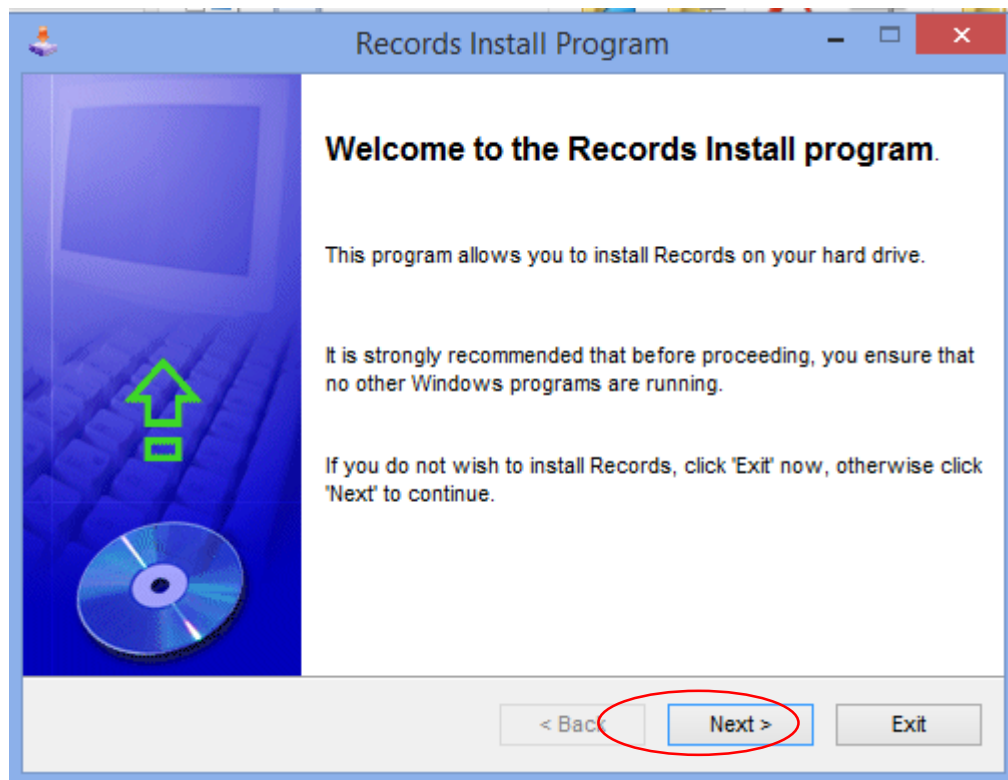 Records Install Program
Welcome to the Records Install program.
This program allows you to install Records on your hard drive.
It is strongly recommended that before proceeding, you ensure that
no other Windows programs are running.
If you do not wish to install Records, click 'Exit' now, otherwise click
'Next' to continue.
< Back Next > Exit